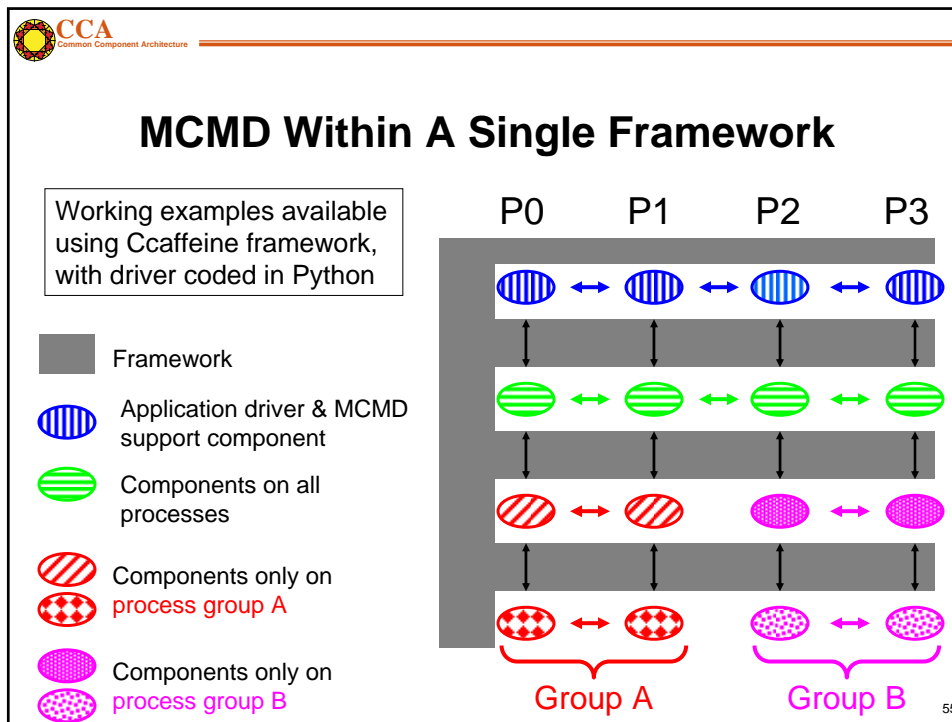 CCA
Common Component Architecture
MCMD Within A Single Framework
Working examples available
using Ccaffeine framework,
with driver coded in Python
P0 P1 P2 P3
Framework
Application driver & MCMD
support component
Components on all
processes
Components only on
process group A
Components only on
process group B
Group A Group B